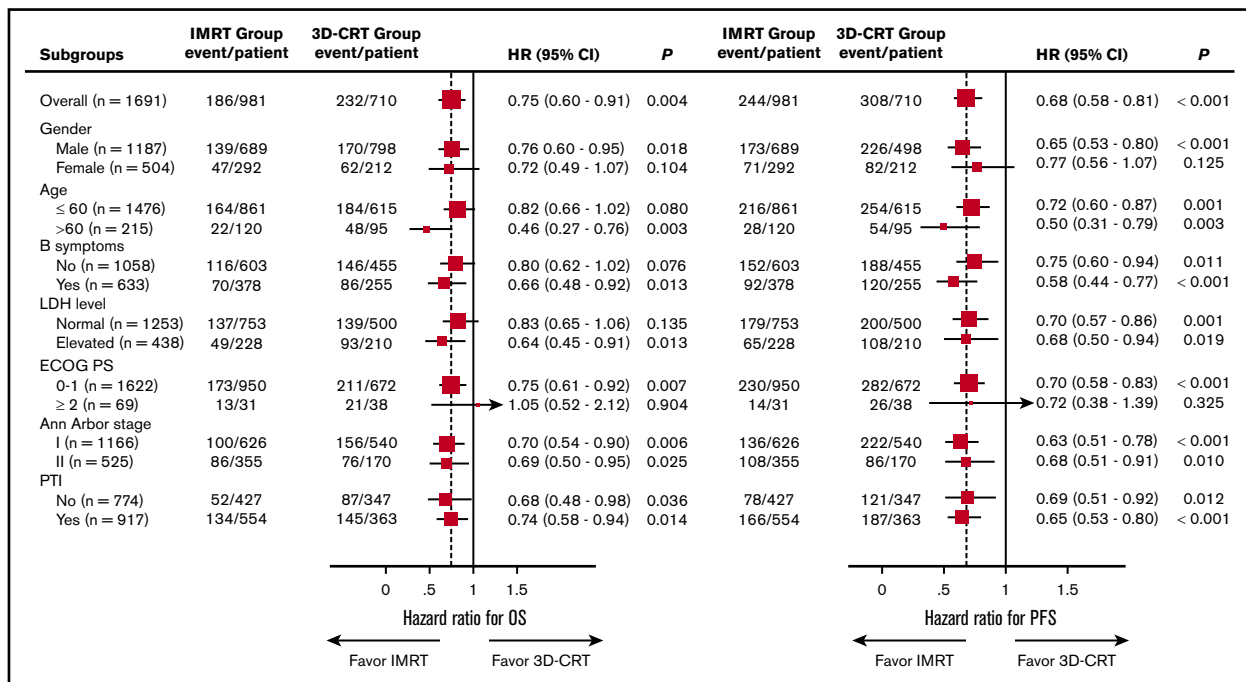 Subgroups IMRT Group event/patient 3D-CRT Group event/patient HR (95% CI) P IMRT Group event/patient 3D-CRT Group event/patient HR (95% CI) P
Overall (n = 1691) 186/981 232/710 0.75 (0.60 - 0.91) 0.004 244/981 308/710 0.68 (0.58 - 0.81) < 0.001
Gender
Male (n = 1187) 139/689 170/798 0.76 0.60 - 0.95) 0.018 173/689 226/498 0.65 (0.53 - 0.80) < 0.001
Female (n = 504) 47/292 62/212 0.72 (0.49 - 1.07) 0.104 71/292 82/212 0.77 (0.56 - 1.07) 0.125
Age
≤ 60 (n = 1476) 164/861 184/615 0.82 (0.66 - 1.02) 0.080 216/861 254/615 0.72 (0.60 - 0.87) 0.001
>60 (n = 215) 22/120 48/95 0.46 (0.27 - 0.76) 0.003 28/120 54/95 0.50 (0.31 - 0.79) 0.003
B symptoms
No (n = 1058) 116/603 146/455 0.80 (0.62 - 1.02) 0.076 152/603 188/455 0.75 (0.60 - 0.94) 0.011
Yes (n = 633) 70/378 86/255 0.66 (0.48 - 0.92) 0.013 92/378 120/255 0.58 (0.44 - 0.77) < 0.001
LDH level
Normal (n = 1253) 137/753 139/500 0.83 (0.65 - 1.06) 0.135 179/753 200/500 0.70 (0.57 - 0.86) 0.001
Elevated (n = 438) 49/228 93/210 0.64 (0.45 - 0.91) 0.013 65/228 108/210 0.68 (0.50 - 0.94) 0.019
ECOG PS
0-1 (n = 1622) 173/950 211/672 0.75 (0.61 - 0.92) 0.007 230/950 282/672 0.70 (0.58 - 0.83) < 0.001
≥ 2 (n = 69) 13/31 21/38 1.05 (0.52 - 2.12) 0.904 14/31 26/38 0.72 (0.38 - 1.39) 0.325
Ann Arbor stage
I (n = 1166) 100/626 156/540 0.70 (0.54 - 0.90) 0.006 136/626 222/540 0.63 (0.51 - 0.78) < 0.001
II (n = 525) 86/355 76/170 0.69 (0.50 - 0.95) 0.025 108/355 86/170 0.68 (0.51 - 0.91) 0.010
PTI
No (n = 774) 52/427 87/347 0.68 (0.48 - 0.98) 0.036 78/427 121/347 0.69 (0.51 - 0.92) 0.012
Yes (n = 917) 134/554 145/363 0.74 (0.58 - 0.94) 0.014 166/554 187/363 0.65 (0.53 - 0.80) < 0.001
0 .5 1 1.5 0 .5 1 1.5
Hazard ratio for OS Hazard ratio for PFS
Favor IMRT Favor 3D-CRT Favor IMRT Favor 3D-CRT